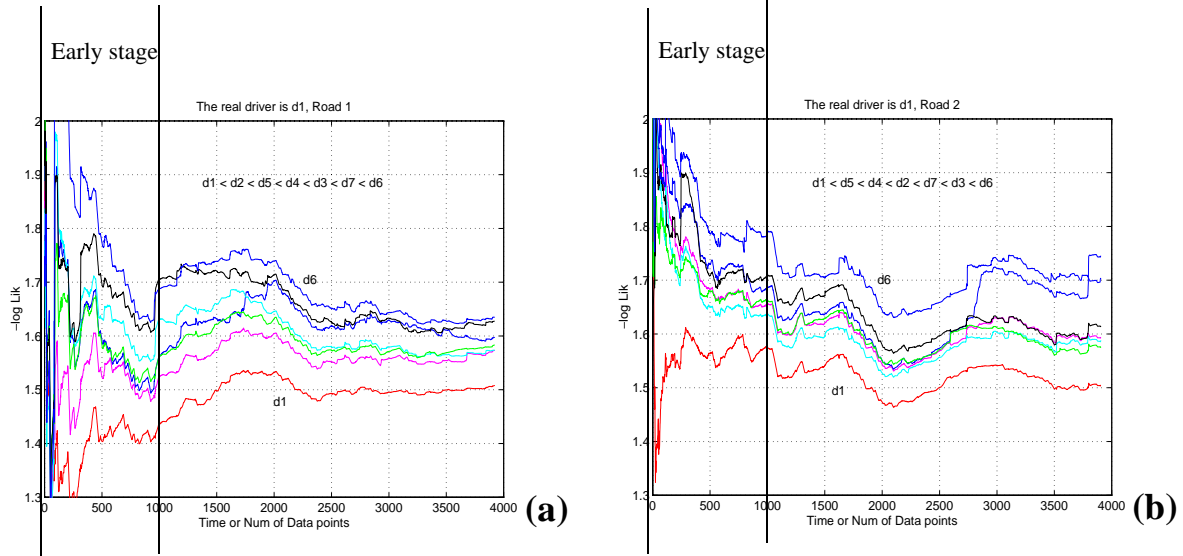 Early stage
The real driver is d1, Road 1
2
1.9
1.8
1.7
1.6
1.5
1.4
1.3
−log Lik
d1 < d2 < d5 < d4 < d3 < d7 < d6
d6
d1
0 500 1000 1500 2000 2500 3000 3500 4000
Time or Num of Data points
(a)
Early stage
The real driver is d1, Road 2
2
1.9
1.8
1.7
1.6
1.5
1.4
1.3
−log Lik
d1 < d5 < d4 < d2 < d7 < d3 < d6
d6
d1
0 500 1000 1500 2000 2500 3000 3500 4000
Time or Num of Data points
(b)